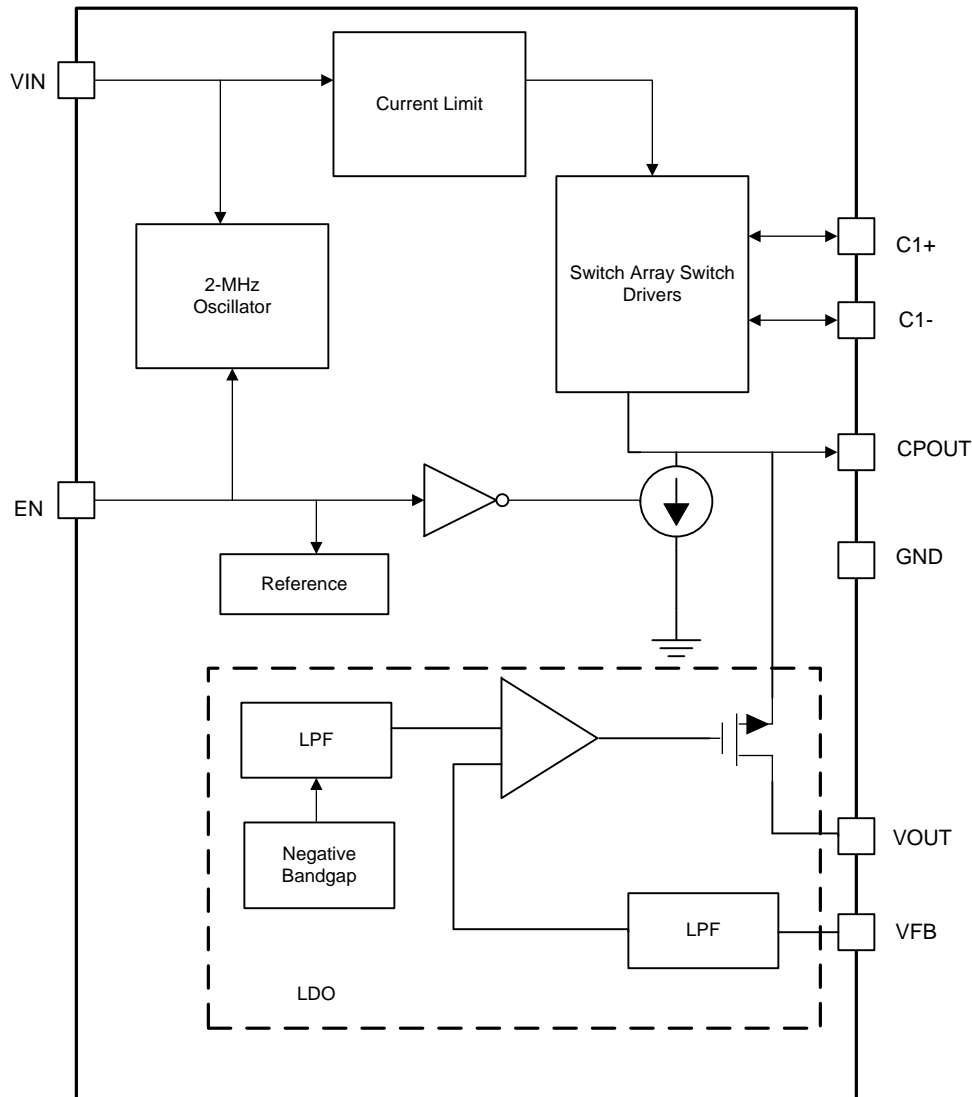 VIN
Current Limit
C1+
2-MHz
Oscillator
Switch Array Switch
Drivers
C1-
CPOUT
EN
GND
Reference
LPF
Negative
Bandgap
VOUT
LPF
VFB
LDO